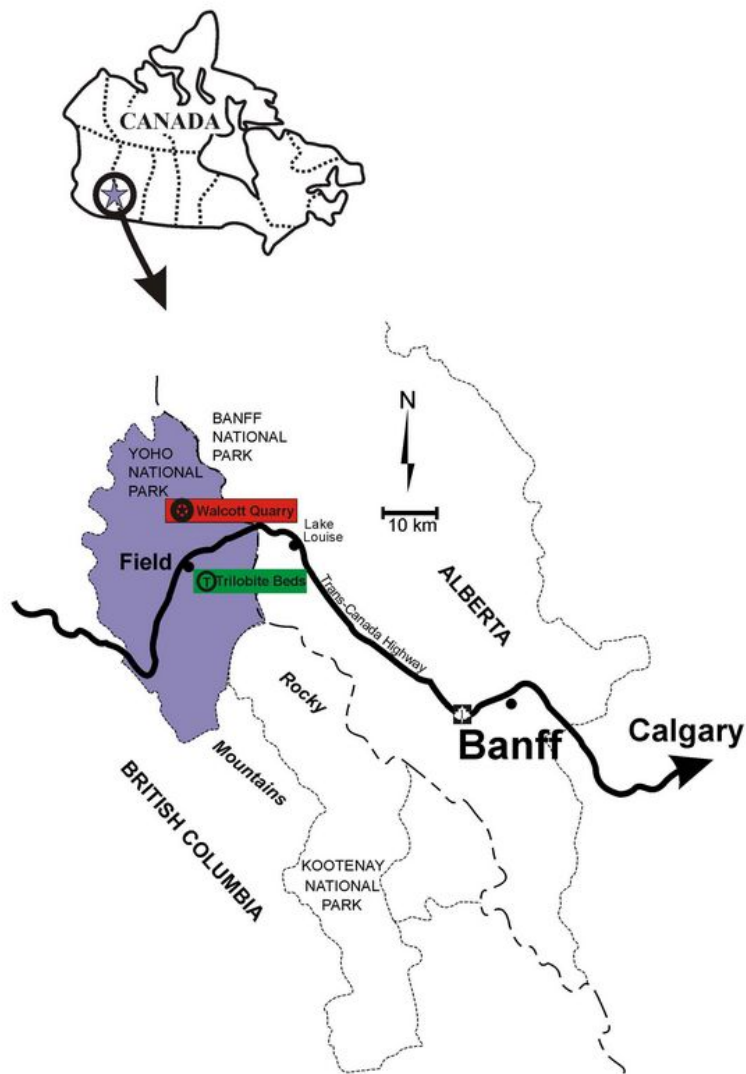 CANADA
BANFF
NATIONAL
PARK
YOHO
NATIONAL
PARK
N
Walcott Quarry
10 km
Lake
Louise
Field
T
Trilobite Beds
ALBERTA
Trans-Canada Highway
Rocky
Banff
Calgary
Mountains
BRITISH COLUMBIA
KOOTENAY
NATIONAL
PARK